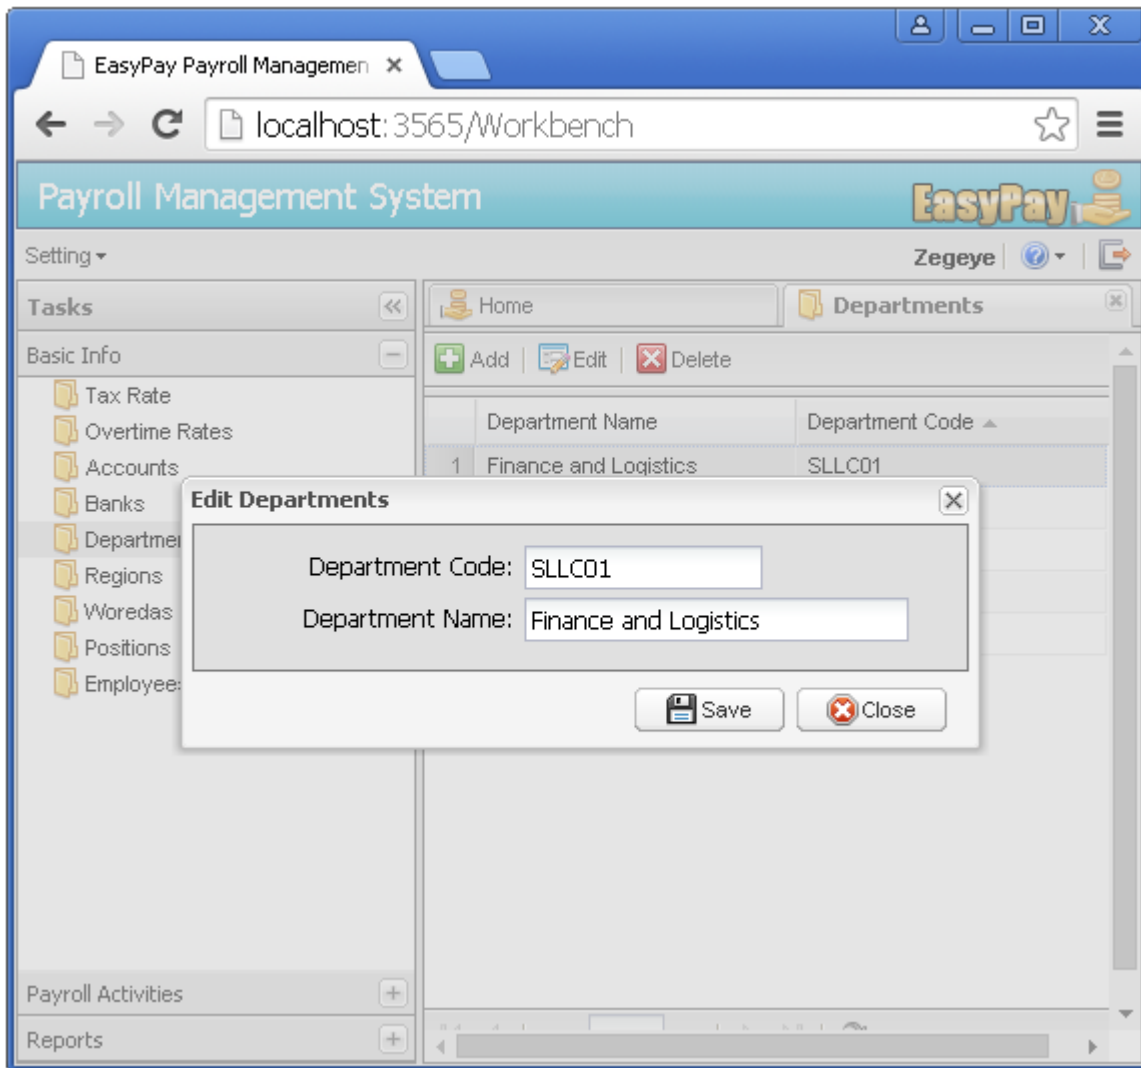 EasyPay Payroll Managemen
localhost:3565/Workbench
Payroll Management System
EasyPay
Setting
Zegeye
Tasks
Home
Departments
Basic Info
Add
Edit
Delete
Tax Rate
Overtime Rates
Accounts
Banks
Departmen
Regions
Woredas
Positions
Employees
Department Name
Department Code
1 Finance and Logistics SLLC01
Edit Departments
Department Code: SLLC01
Department Name: Finance and Logistics
Save
Close
Payroll Activities
Reports